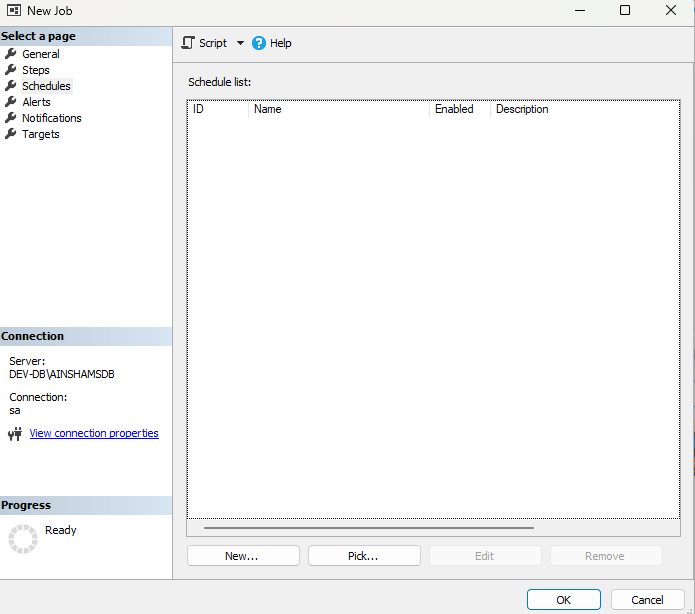 New Job
Select a page
General
Steps
Schedules
Alerts
Notifications
Targets
Connection
Server:
DEV-DB\AINSHAMSDB
Connection:
sa
View connection properties
Progress
Ready
Script
Help
Schedule list:
ID Name Enabled Description
New... Pick... Edit Remove
OK Cancel